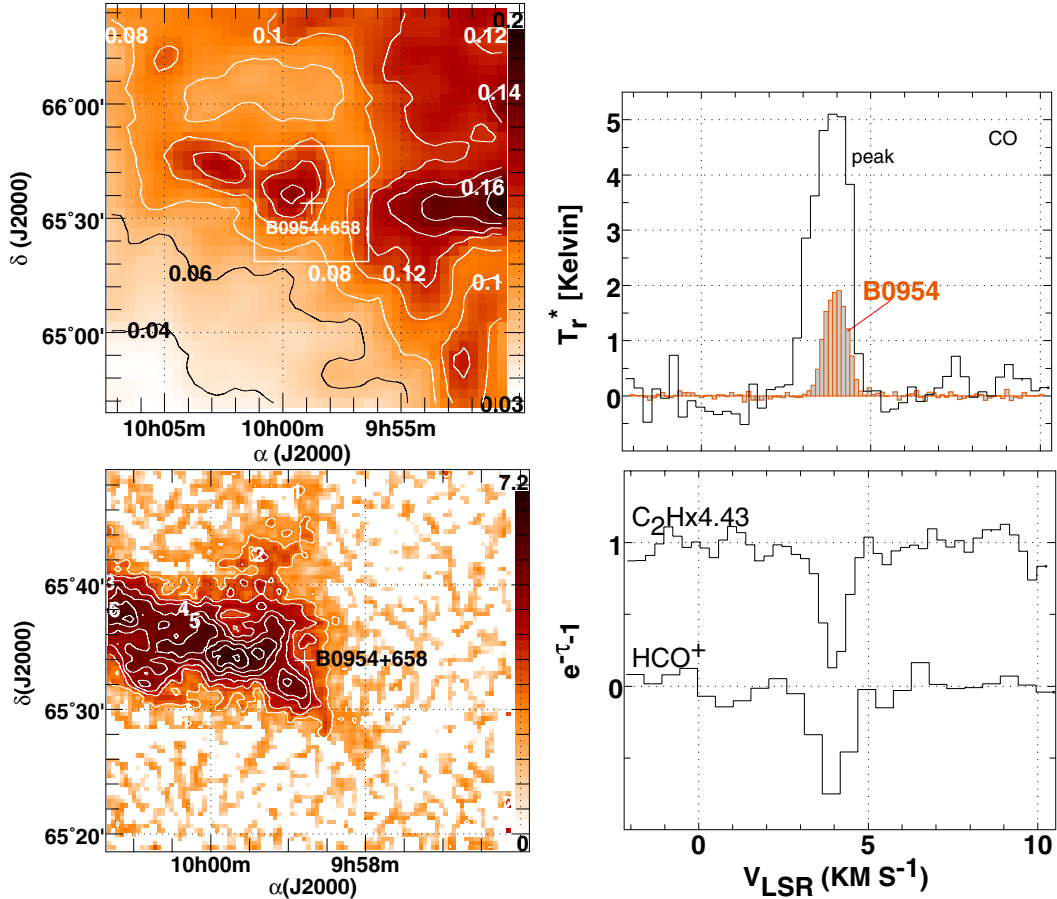 0.08
0.1
0.12
0.2
0.14
0.16
66°00'
65°30'
65°00'
δ (J2000)
B0954+658
0.06
0.08
0.12
0.1
0.04
0.03
10h05m
10h00m
9h55m
α (J2000)
5
4
3
2
1
0
Tr* [Kelvin]
CO
peak
B0954
7.2
1
2
3
4
5
6
B0954+658
65°40'
65°30'
65°20'
δ(J2000)
0
10h00m
9h58m
α(J2000)
C2Hx4.43
HCO+
1
0
e-τ-1
0
5
10
VLSR (KM S-1)